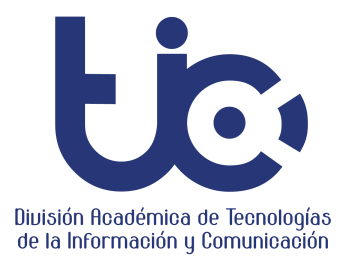 tic
División Académica de Tecnologías
de la Información y Comunicación